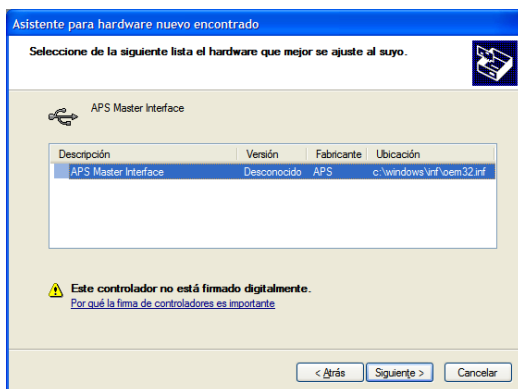 Asistente para hardware nuevo encontrado
Seleccione de la siguiente lista el hardware que mejor se ajuste al suyo.
APS Master Interface
Descripción Versión Fabricante Ubicación
APS Master Interface Desconocido APS c:\windows\inf\oem32.inf
Este controlador no está firmado digitalmente.
Por qué la firma de controladores es importante
< Atrás Siguiente > Cancelar